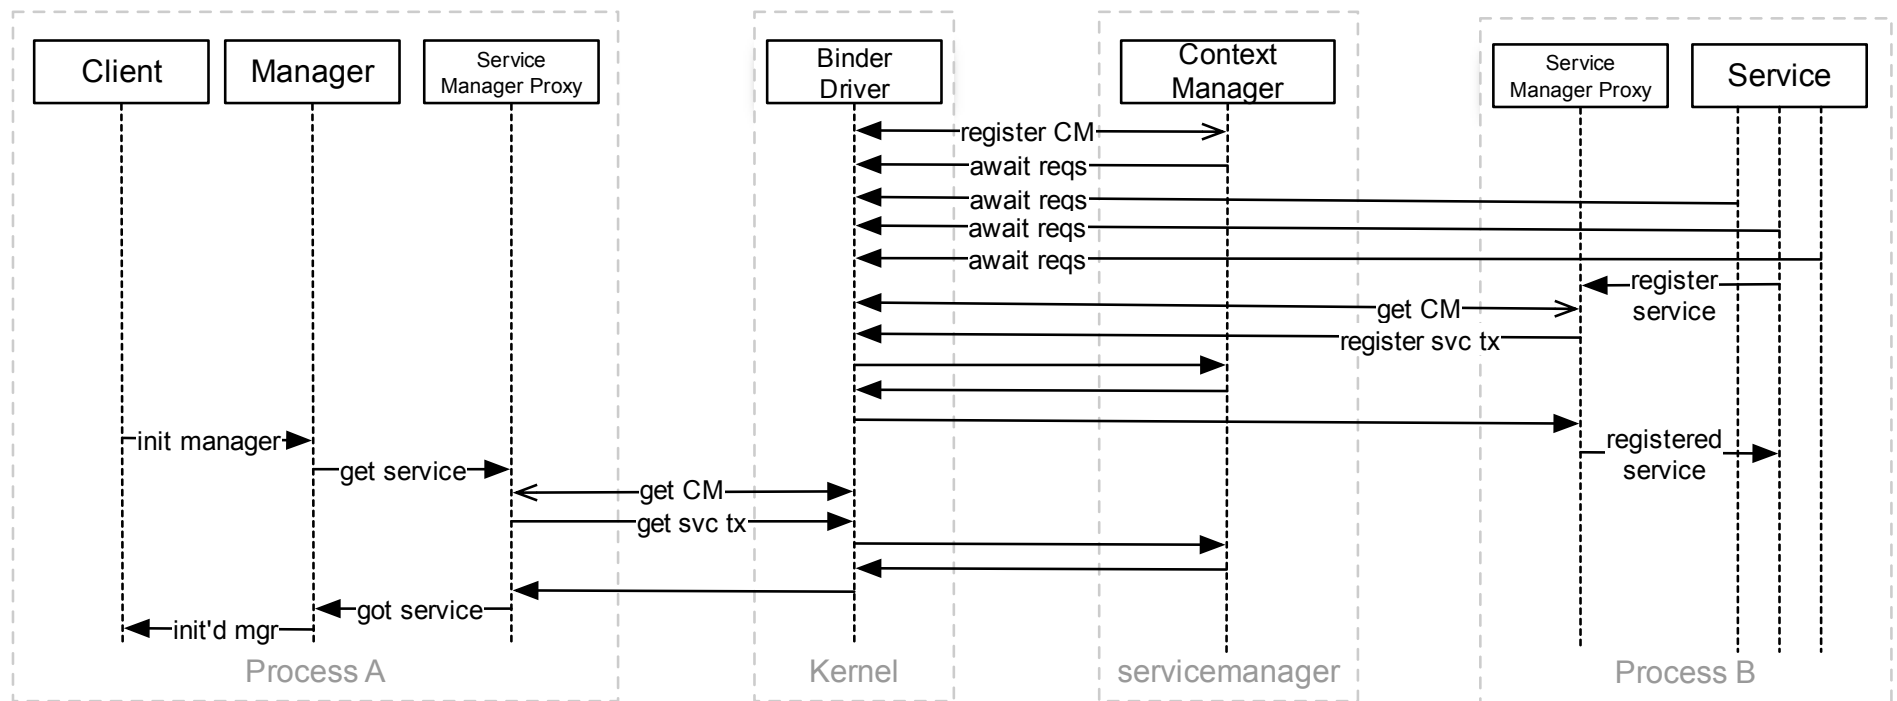 Client
Manager
Service
Manager Proxy
Binder
Driver
Context
Manager
Service
Manager Proxy
Service
register CM
await reqs
await reqs
await reqs
await reqs
register
service
get CM
register svc tx
init manager
registered
service
get service
get CM
get svc tx
got service
init'd mgr
Process A
Kernel
servicemanager
Process B